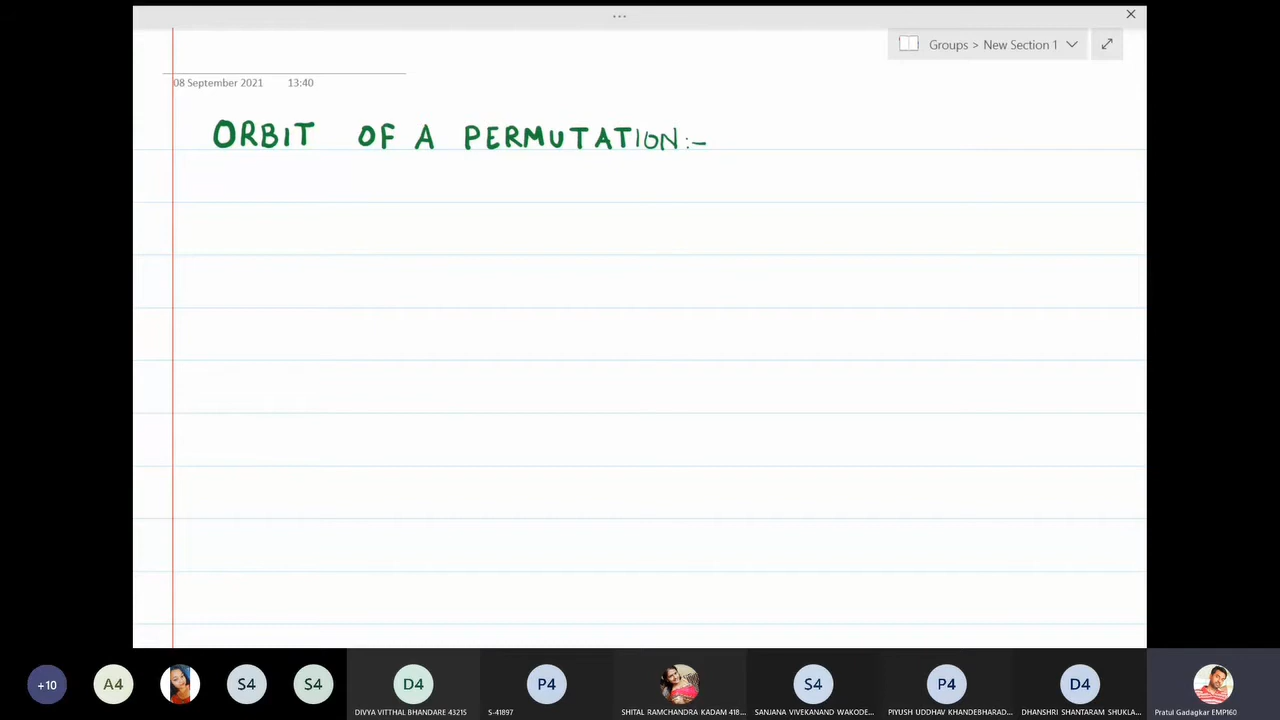 Groups > New Section 1
08 September 2021 13:40
ORBIT OF A PERMUTATION:-
+10
A4
S4
S4
D4
P4
S4
P4
D4
DIVYA VITTHAL BHANDARE 43215
S-41897
SHITAL RAMCHANDRA KADAM 418...
SANJANA VIVEKANAND WAKODE...
PIYUSH UDDHAV KHANDEBHARAD...
DHANSHRI SHANTARAM SHUKLA...
Pratul Gadagkar EMP160